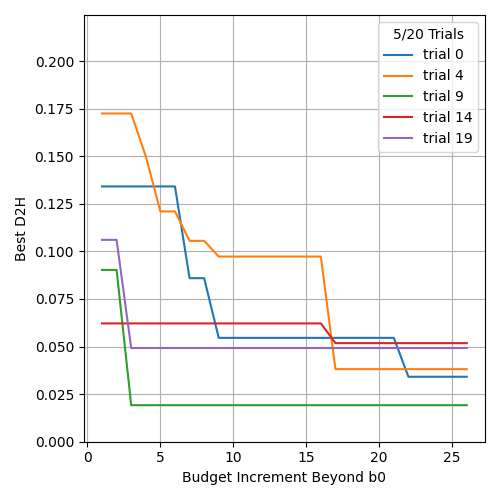 5/20 Trials
trial 0
trial 4
trial 9
trial 14
trial 19
0.200
0.175
0.150
0.125
0.100
0.075
0.050
0.025
0.000
Best D2H
0 5 10 15 20 25
Budget Increment Beyond b0